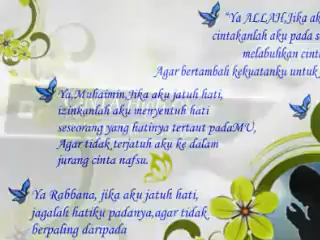 "Ya ALLAH,Jika ak
cintakanlah aku pada s
melabuhkan cint
Agar bertambah kekuatanku untuk
Ya Muhaimin,Jika aku jatuh hati,
izinkanlah aku menyentuh hati
seseorang yang hatinya tertaut padaMU,
Agar tidak terjatuh aku ke dalam
jurang cinta nafsu.
Ya Rabbana, jika aku jatuh hati,
jagalah hatiku padanya,agar tidak
berpaling daripada